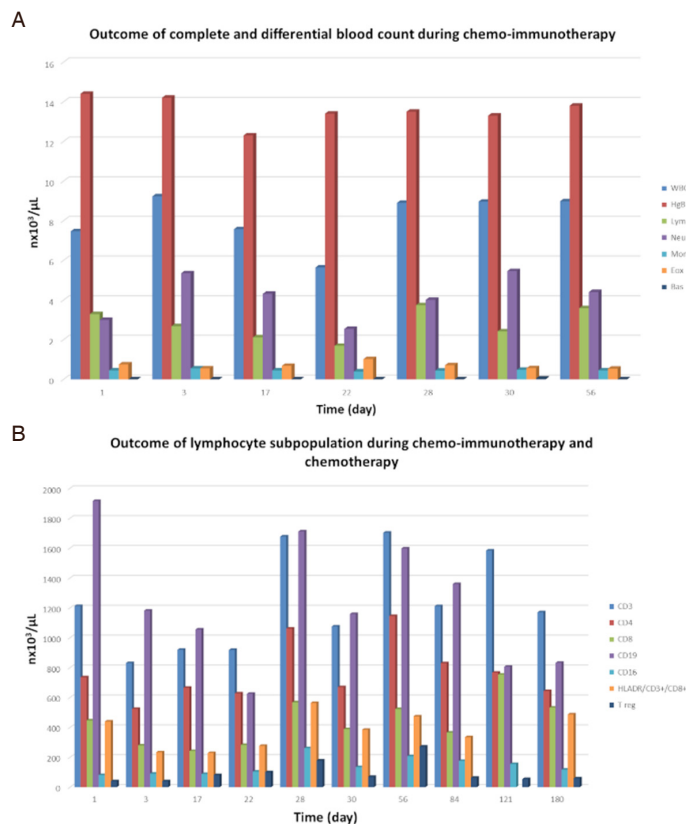 A
Outcome of complete and differential blood count during chemo-immunotherapy
16
14
12
10
8
6
4
2
0
nx10³/µL
1 3 17 22 28 30 56
Time (day)
HgB
Lym
Neu
Mon
Eox
Bas
B
Outcome of lymphocyte subpopulation during chemo-immunotherapy and
chemotherapy
2000
1800
1600
1400
1200
1000
800
600
400
200
0
nx10³/µL
1 3 17 22 28 30 56 84 121 180
Time (day)
CD3
CD4
CD8
CD19
CD16
HLADR/CD3+/CD8+
T reg